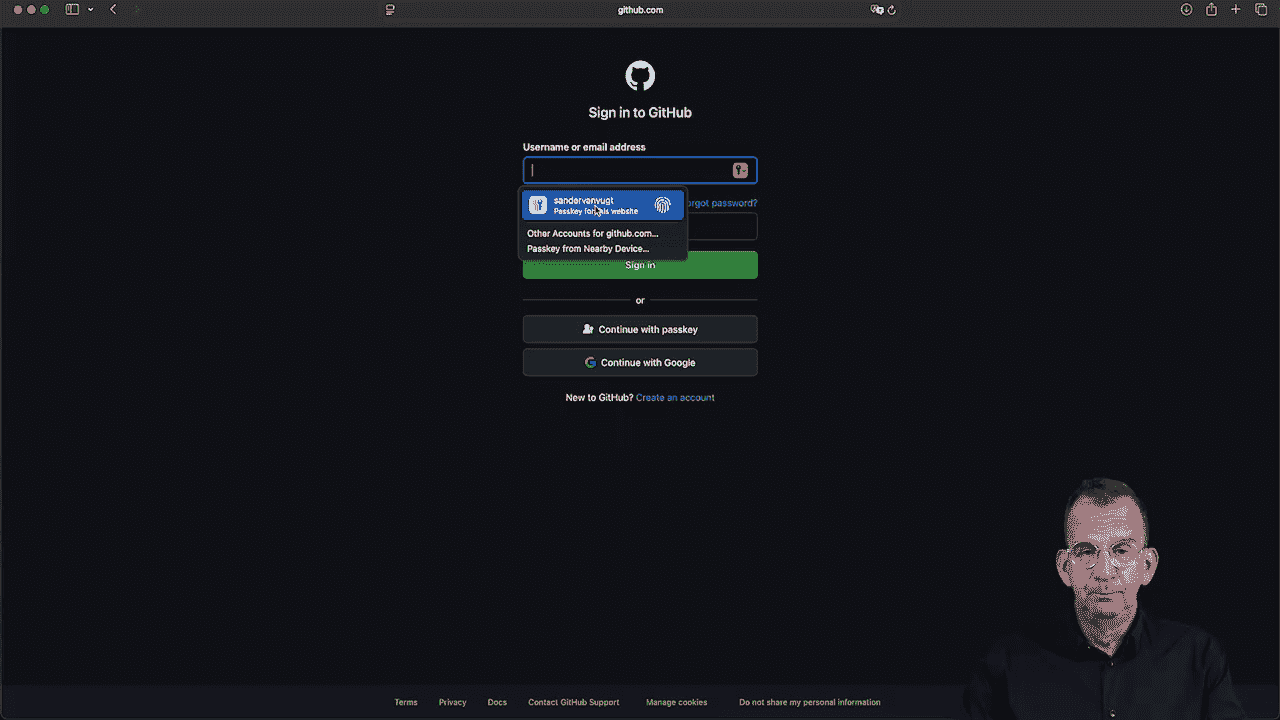 github.com
Sign in to GitHub
Username or email address
sandervanvugt
Passkey for this website
orgot password?
Other Accounts for github.com...
Passkey from Nearby Device...
Sign in
or
Continue with passkey
Continue with Google
New to GitHub? Create an account
Terms Privacy Docs Contact GitHub Support Manage cookies Do not share my personal information